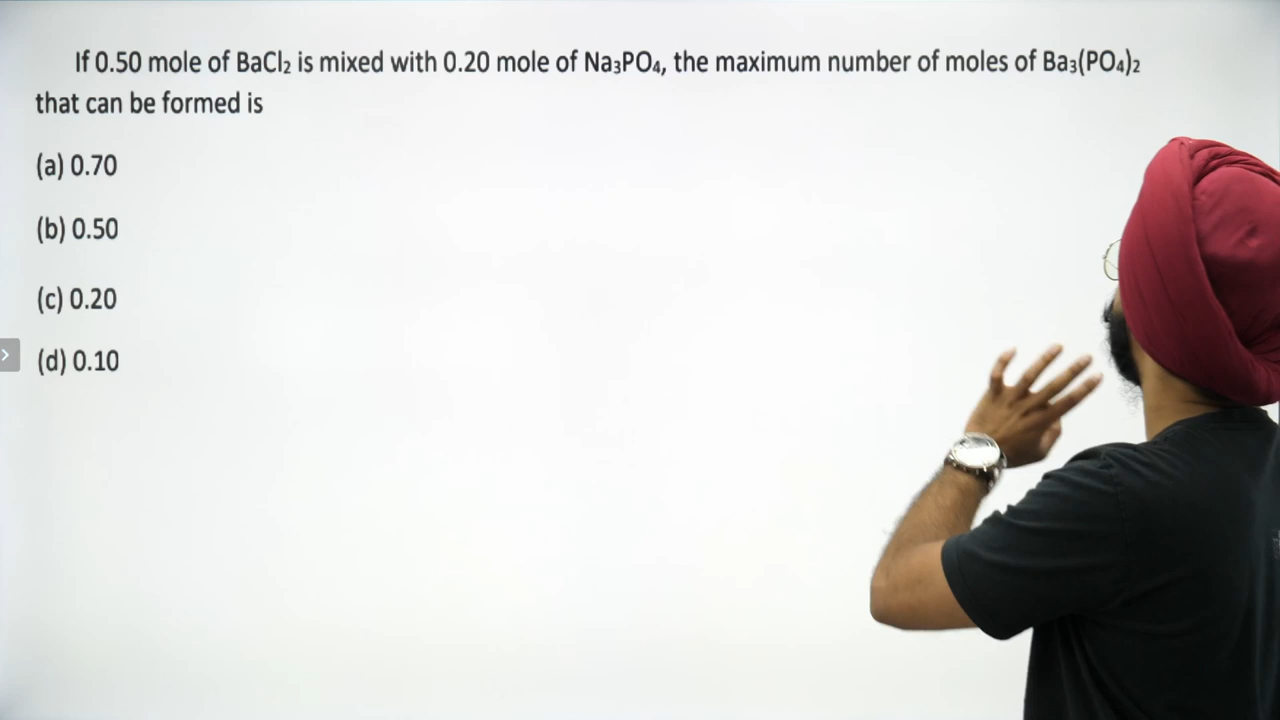 If 0.50 mole of BaCl₂ is mixed with 0.20 mole of Na₃PO₄, the maximum number of moles of Ba₃(PO₄)₂
that can be formed is
(a) 0.70
(b) 0.50
(c) 0.20
(d) 0.10